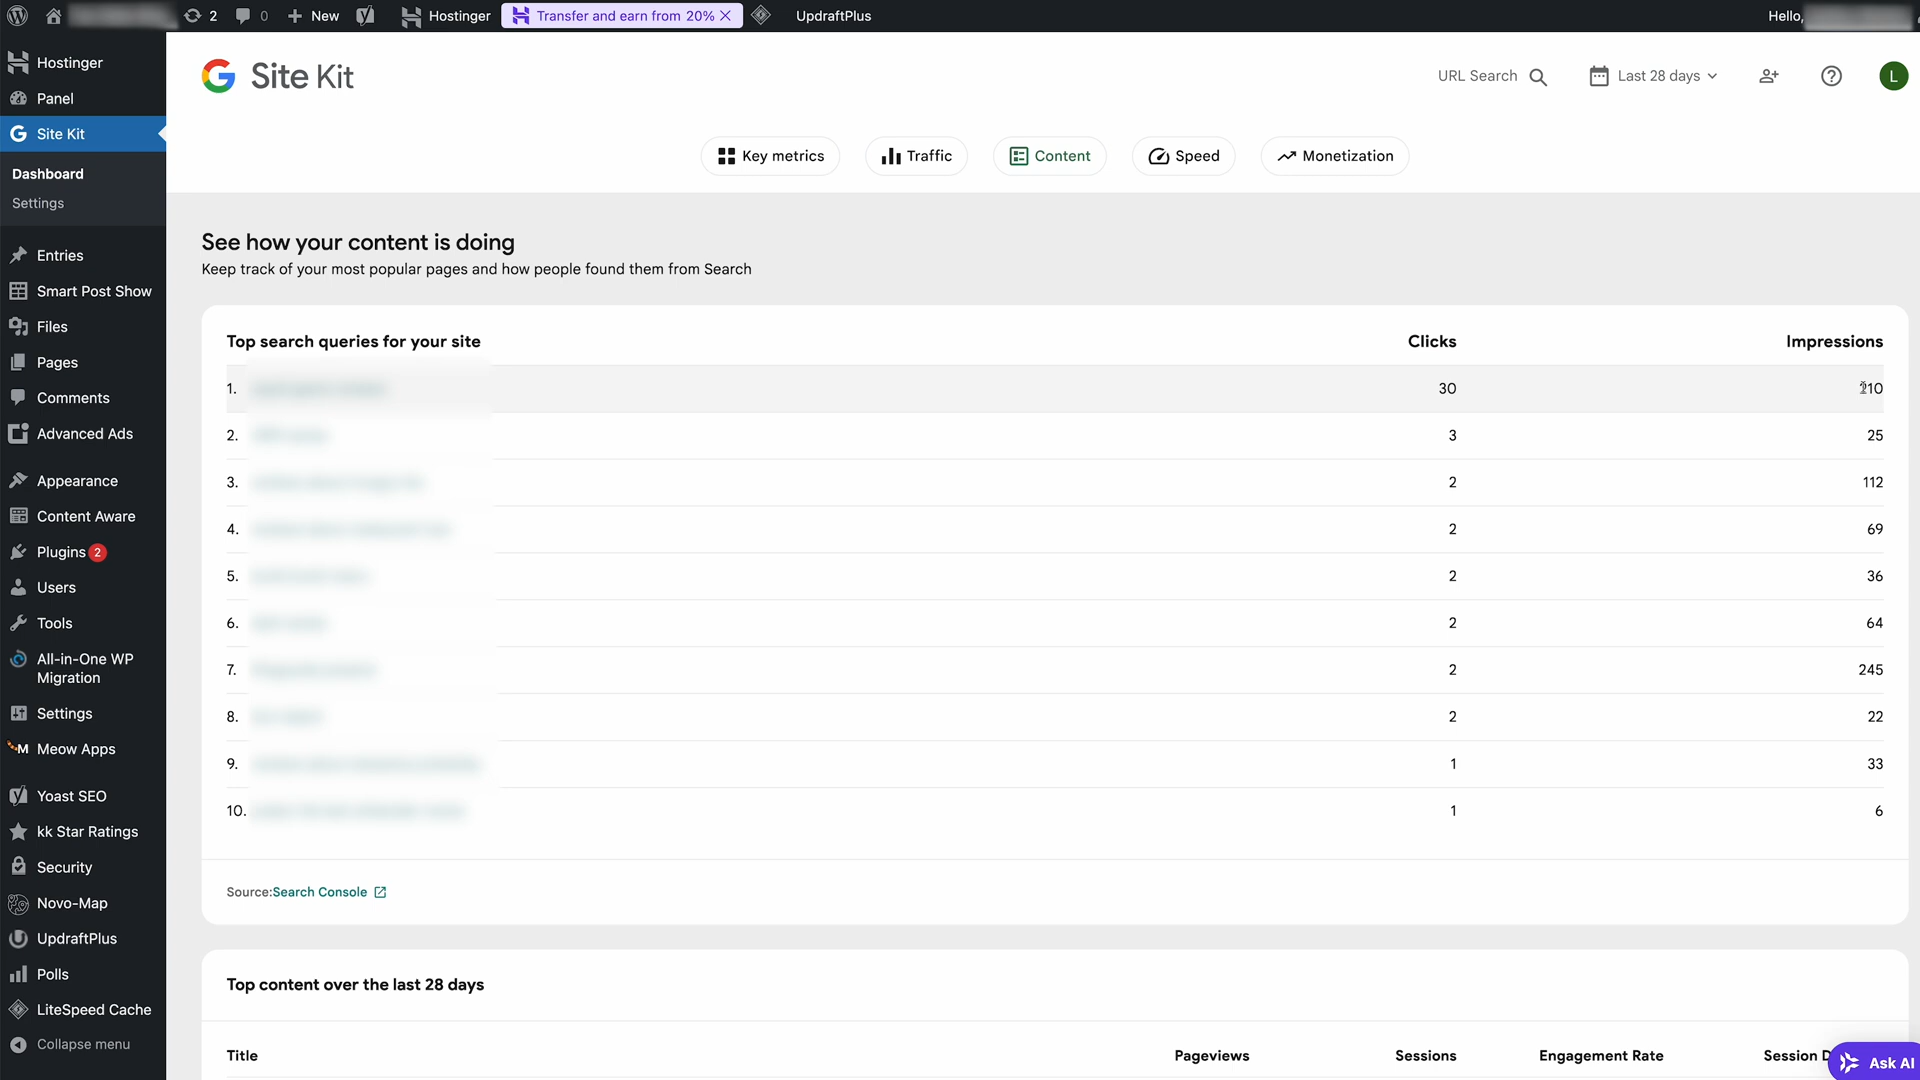 2 0 New Hostinger Transfer and earn from 20% UpdraftPlus Hello,
Hostinger
Panel
Site Kit
Dashboard
Settings
Entries
Smart Post Show
Files
Pages
Comments
Advanced Ads
Appearance
Content Aware
Plugins 2
Users
Tools
All-in-One WP
Migration
Settings
Meow Apps
Yoast SEO
kk Star Ratings
Security
Novo-Map
UpdraftPlus
Polls
LiteSpeed Cache
Collapse menu
Site Kit
URL Search Last 28 days L
Key metrics Traffic Content Speed Monetization
See how your content is doing
Keep track of your most popular pages and how people found them from Search
Top search queries for your site Clicks Impressions
1. 30 210
2. 3 25
3. 2 112
4. 2 69
5. 2 36
6. 2 64
7. 2 245
8. 2 22
9. 1 33
10. 1 6
Source:Search Console
Top content over the last 28 days
Title Pageviews Sessions Engagement Rate Session D
Ask AI